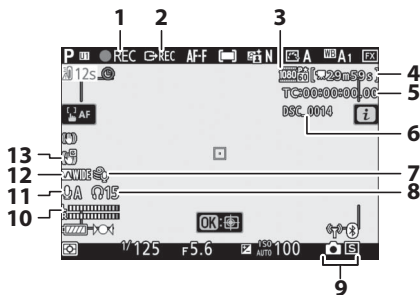 1 2 3
P U1 REC REC AF-F N A WB A1 FX
12s 1080 60 [29m59s] 4
TC:00:00:00.00 5
AF DSC_0014 i 6
13
12 WIDE 7
11 A 15 8
10 OK:
1/125 F5.6 ISO AUTO 100 S
9